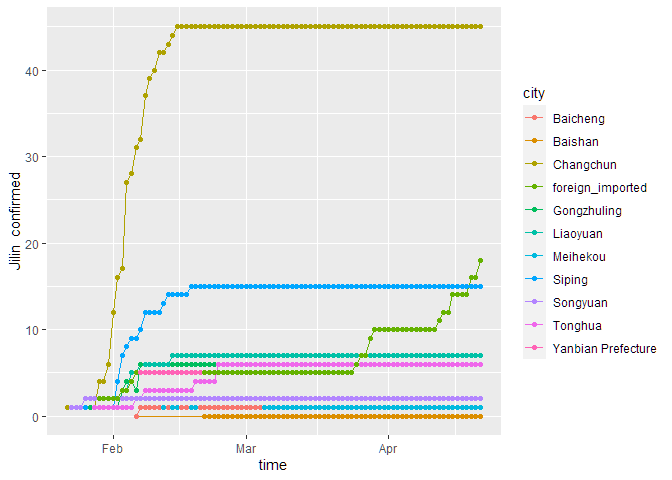 Jilin confirmed
40
30
20
10
0
Feb
Mar
Apr
time
city
Baicheng
Baishan
Changchun
foreign_imported
Gongzhuling
Liaoyuan
Meihekou
Siping
Songyuan
Tonghua
Yanbian Prefecture